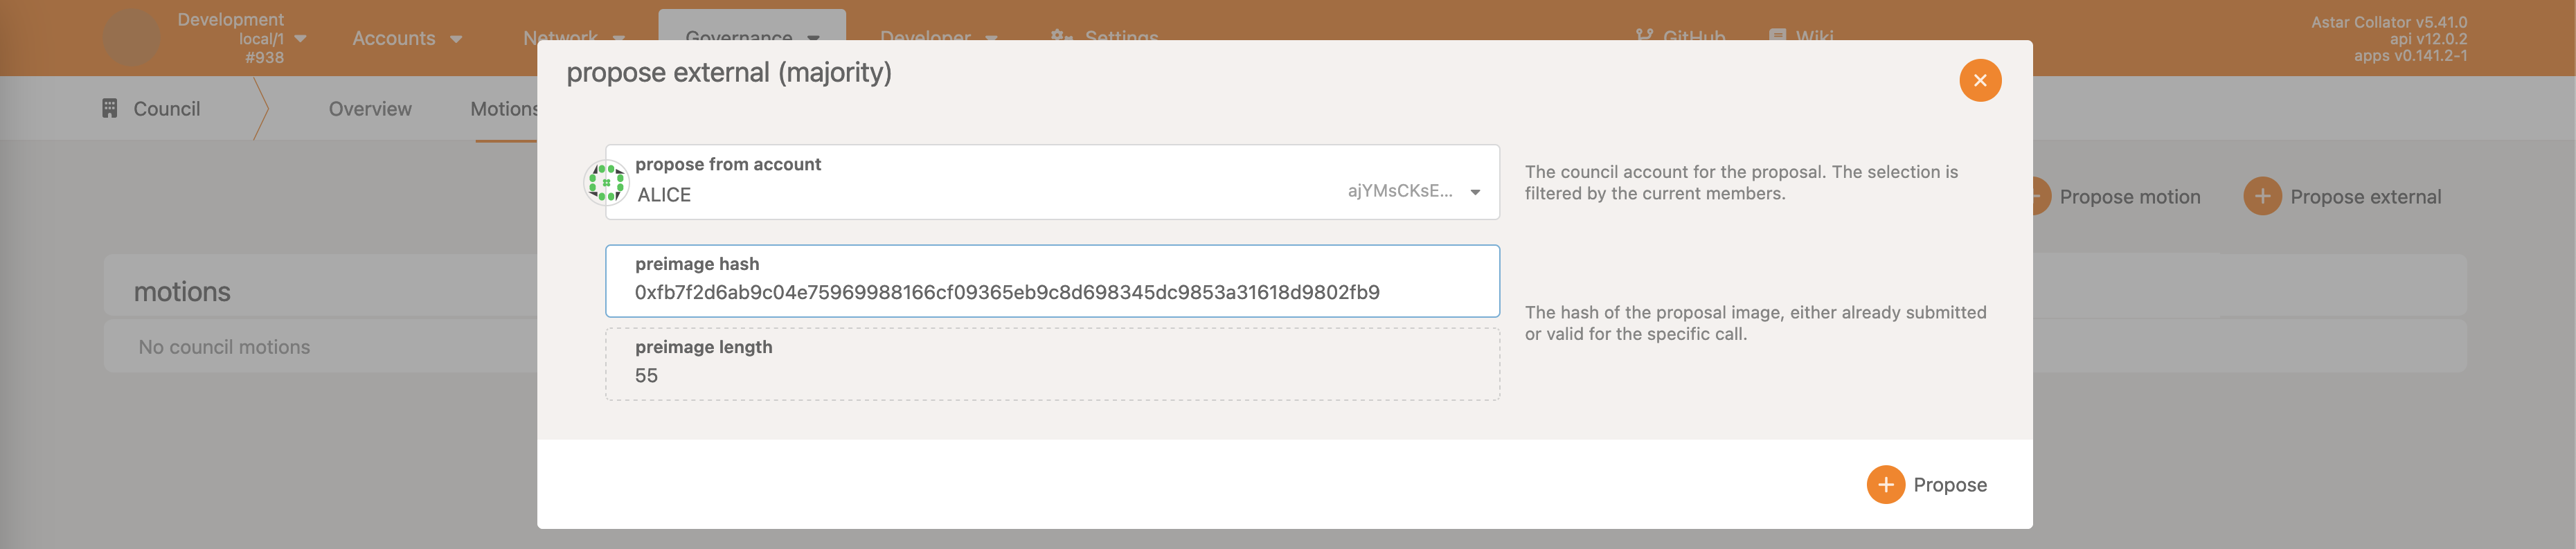 Development
local/1
#938
Accounts
Network
Governance
Developer
Settings
GitHub
Wiki
Astar Collator v5.41.0
api v12.0.2
apps v0.141.2-1
Council
Overview
Motions
propose external (majority)
propose from account
ALICE
ajYMsCKsE...
The council account for the proposal. The selection is
filtered by the current members.
preimage hash
0xfb7f2d6ab9c04e75969988166cf09365eb9c8d698345dc9853a31618d9802fb9
preimage length
55
The hash of the proposal image, either already submitted
or valid for the specific call.
Propose
Propose motion
Propose external
motions
No council motions